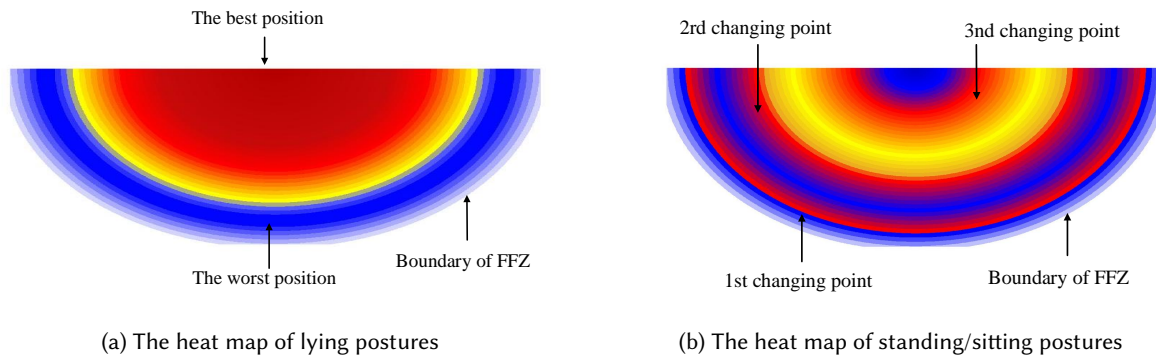 The best position
2rd changing point
3nd changing point
The worst position
Boundary of FFZ
1st changing point
Boundary of FFZ
(a) The heat map of lying postures
(b) The heat map of standing/sitting postures